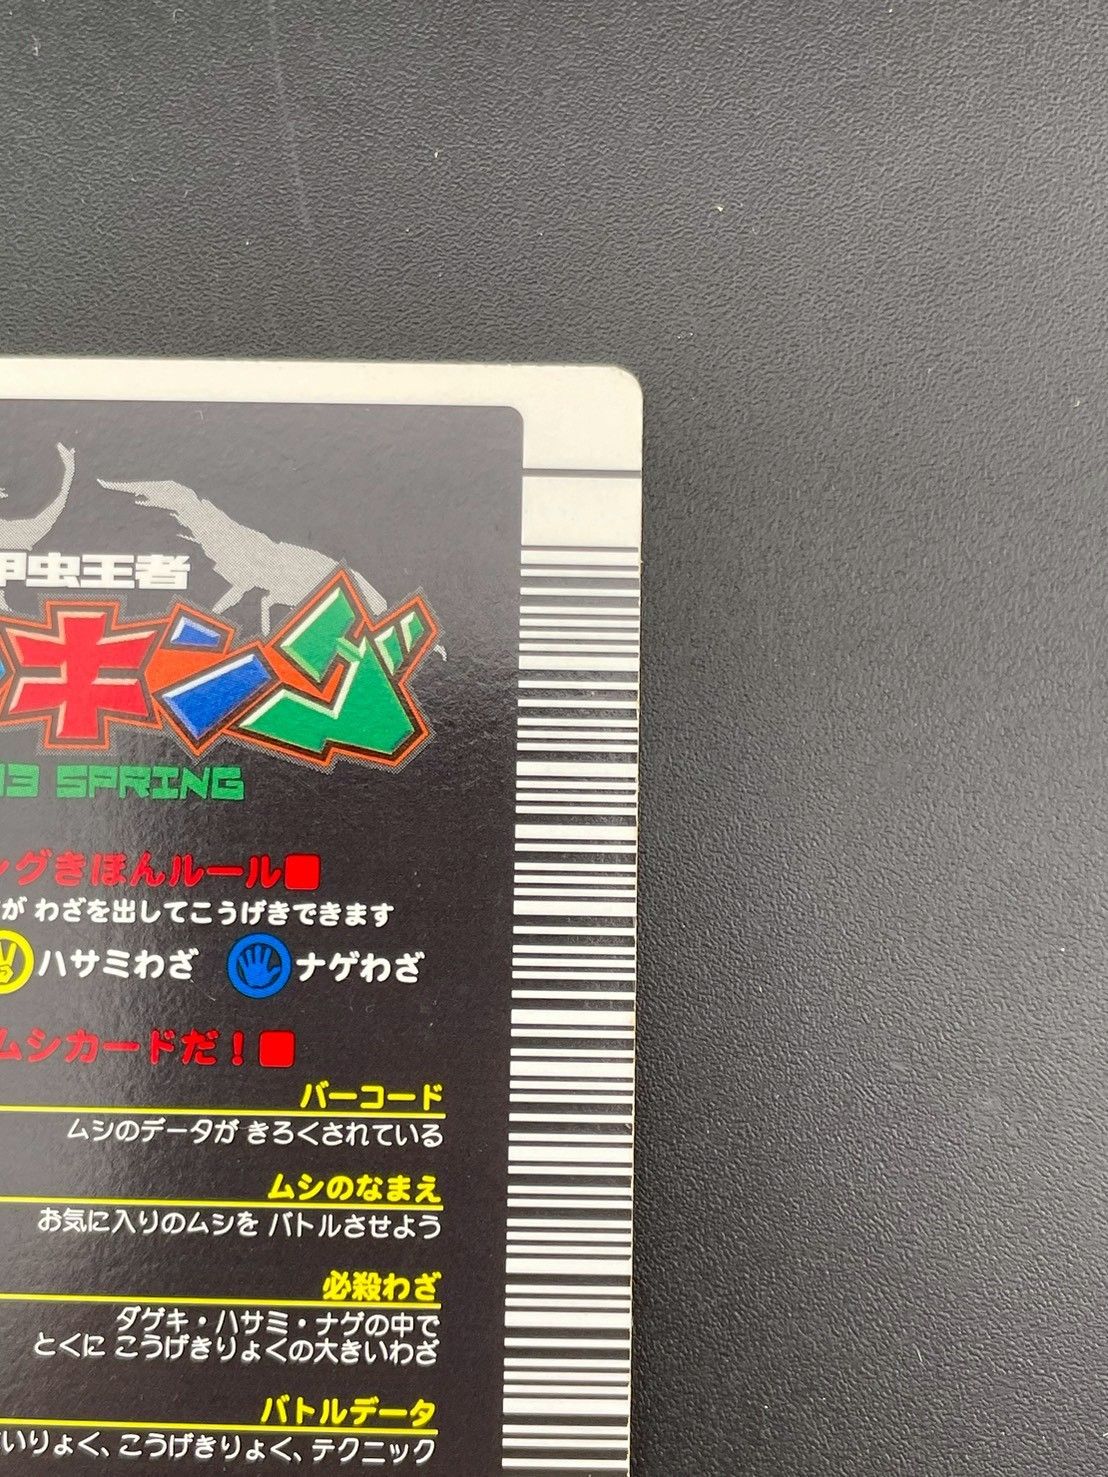 甲虫王者
キング
03 SPRING
ングきほんルール
が わざを出してこうげきできます
ハサミわざ ナゲわざ
ムシカードだ！
バーコード
ムシのデータが きろくされている
ムシのなまえ
お気に入りのムシを バトルさせよう
必殺わざ
ダゲキ・ハサミ・ナゲの中で
とくに こうげきりょくの大きいわざ
バトルデータ
いりょく、こうげきりょく、テクニック